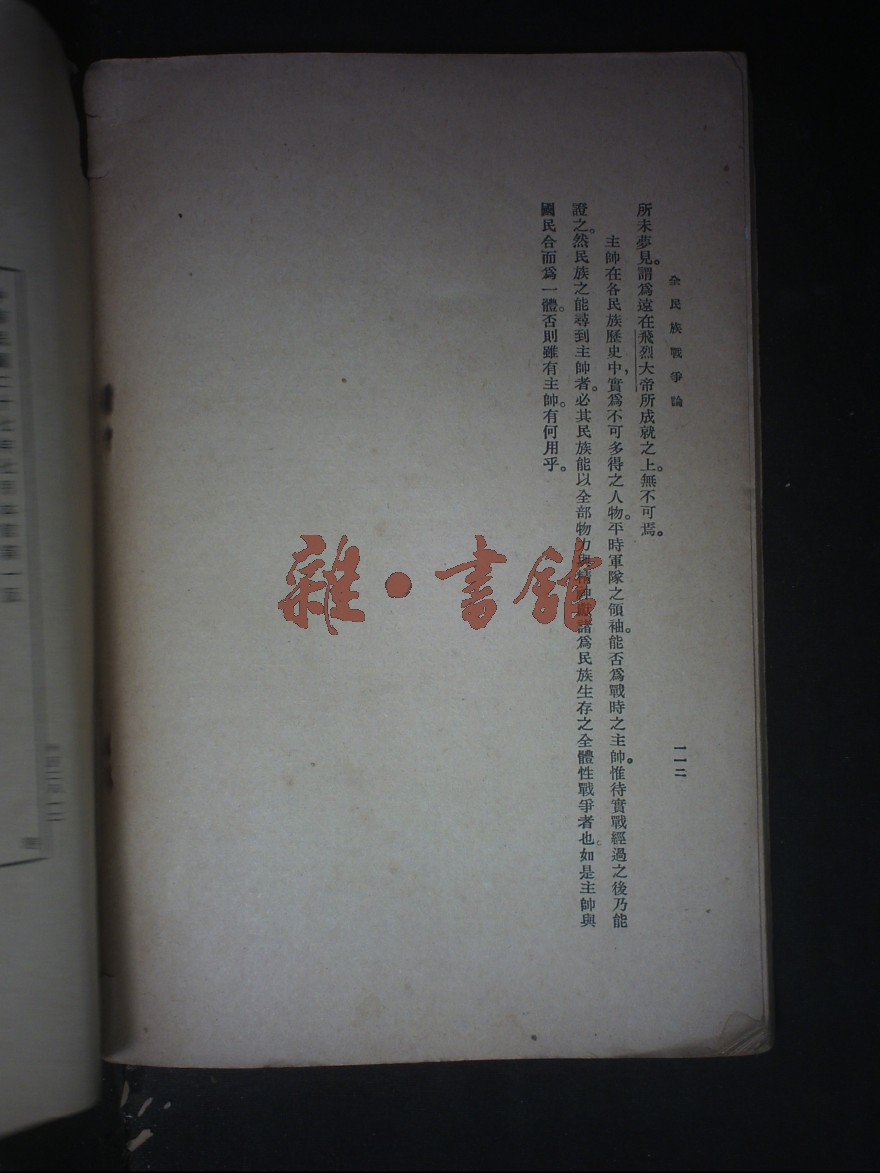 全民族戰爭論
一一二
所未夢見。謂爲遠在飛烈大帝所成就之上。無不可焉。
主帥在各民族歷史中，實爲不可多得之人物。平時軍隊之領袖。能否爲戰時之主帥。惟待實戰經過之後乃能
證之。然民族之能尋到主帥者。必其民族能以全部物力與精神獻諸爲民族生存之全體性戰爭者也。如是主帥與
國民合而爲一體。否則雖有主帥。有何用乎。
雜·書館